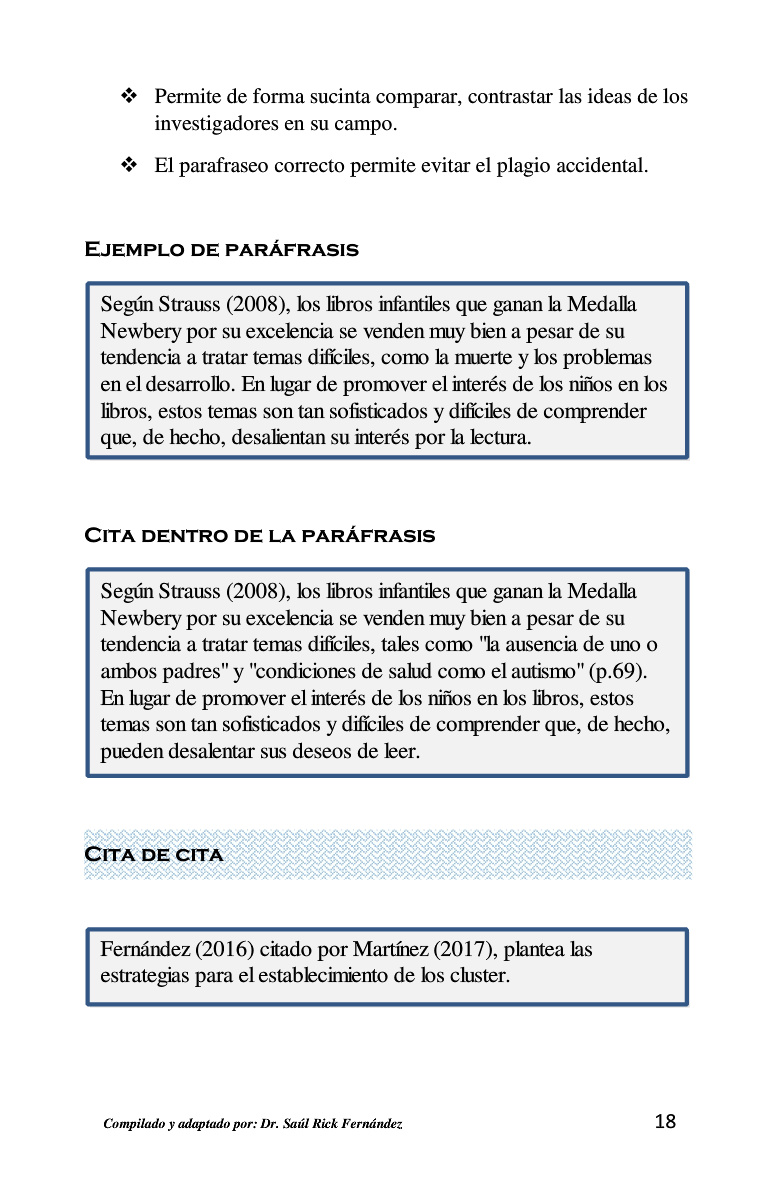 ❖ Permite de forma sucinta comparar, contrastar las ideas de los
investigadores en su campo.
❖ El parafraseo correcto permite evitar el plagio accidental.
Ejemplo de paráfrasis
Según Strauss (2008), los libros infantiles que ganan la Medalla
Newbery por su excelencia se venden muy bien a pesar de su
tendencia a tratar temas difíciles, como la muerte y los problemas
en el desarrollo. En lugar de promover el interés de los niños en los
libros, estos temas son tan sofisticados y difíciles de comprender
que, de hecho, desalientan su interés por la lectura.
Cita dentro de la paráfrasis
Según Strauss (2008), los libros infantiles que ganan la Medalla
Newbery por su excelencia se venden muy bien a pesar de su
tendencia a tratar temas difíciles, tales como "la ausencia de uno o
ambos padres" y "condiciones de salud como el autismo" (p.69).
En lugar de promover el interés de los niños en los libros, estos
temas son tan sofisticados y difíciles de comprender que, de hecho,
pueden desalentar sus deseos de leer.
Cita de cita
Fernández (2016) citado por Martínez (2017), plantea las
estrategias para el establecimiento de los cluster.
Compilado y adaptado por: Dr. Saúl Rick Fernández 18